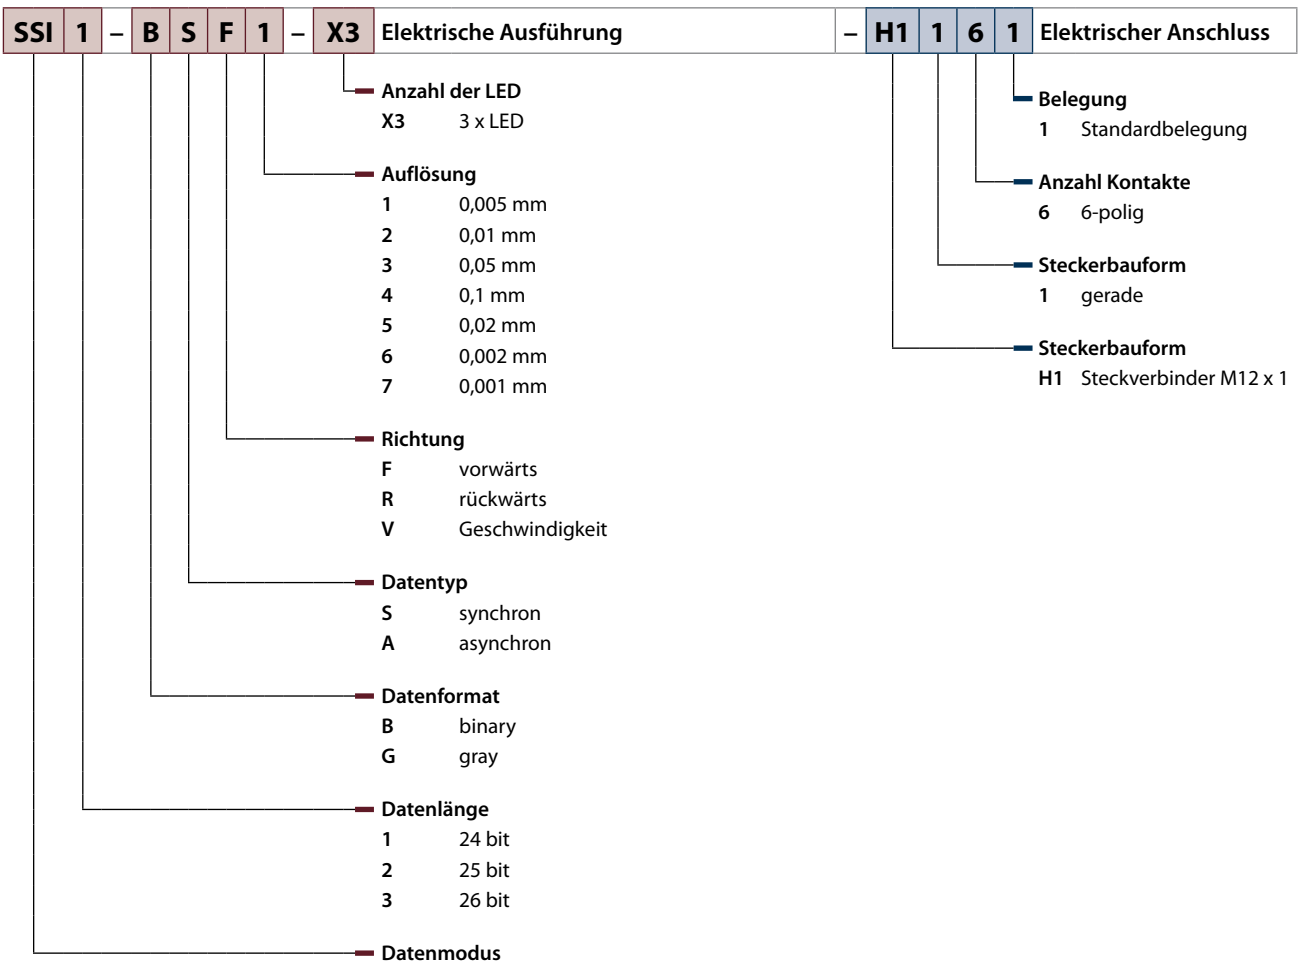 SSI 1 – B S F 1 – X3 Elektrische Ausführung – H1 1 6 1 Elektrischer Anschluss
Anzahl der LED
X3 3 x LED
Auflösung
1 0,005 mm
2 0,01 mm
3 0,05 mm
4 0,1 mm
5 0,02 mm
6 0,002 mm
7 0,001 mm
Richtung
F vorwärts
R rückwärts
V Geschwindigkeit
Datentyp
S synchron
A asynchron
Datenformat
B binary
G gray
Datenlänge
1 24 bit
2 25 bit
3 26 bit
Datenmodus
Belegung
1 Standardbelegung
Anzahl Kontakte
6 6-polig
Steckerbauform
1 gerade
Steckerbauform
H1 Steckverbinder M12 x 1